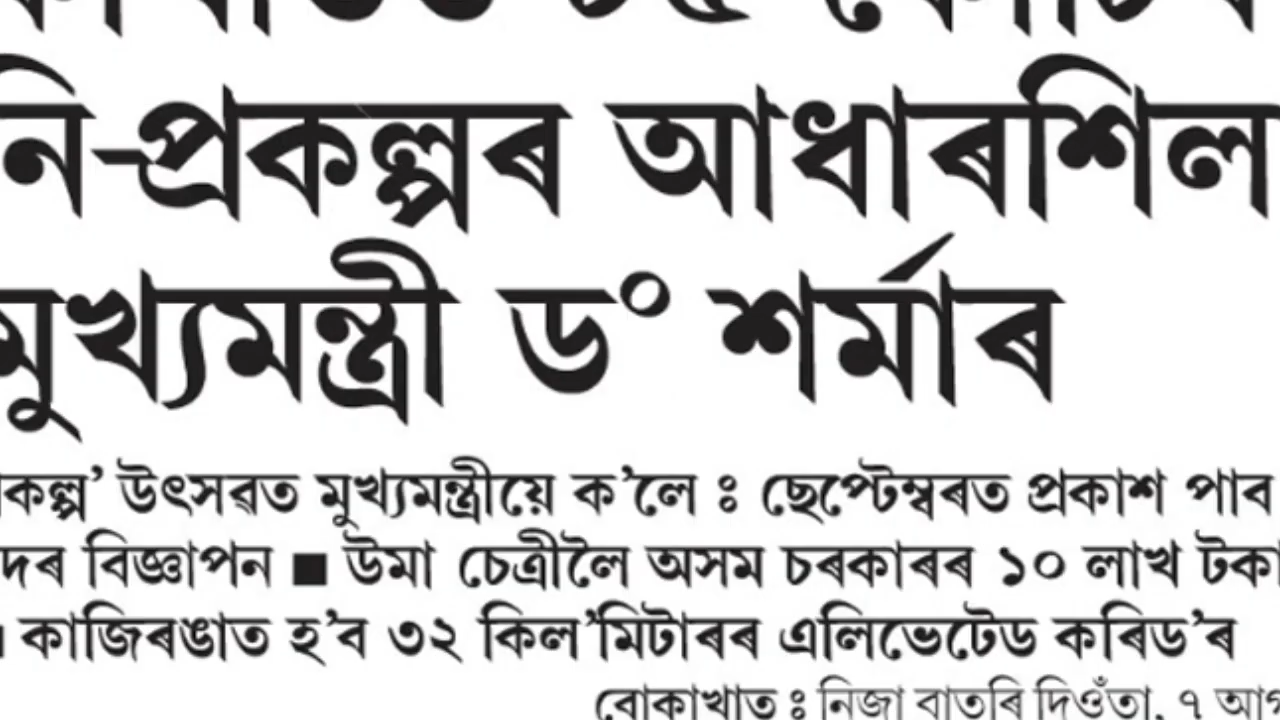 নি-প্ৰকল্পৰ আধাৰশিল
মুখ্যমন্ত্ৰী ড° শৰ্মাৰ
কল্প’ উৎসৱত মুখ্যমন্ত্ৰীয়ে ক’লে ঃ ছেপ্টেম্বৰত প্ৰকাশ পাব
দৰ বিজ্ঞাপন ■ উমা চেত্ৰীলৈ অসম চৰকাৰৰ ১০ লাখ টকা
কাজিৰঙাত হ’ব ৩২ কিল’মিটাৰৰ এলিভেটেড কৰিড’ৰ
বোকাখাত ঃ নিজা বাতৰি দিওঁতা, ৭ আগ